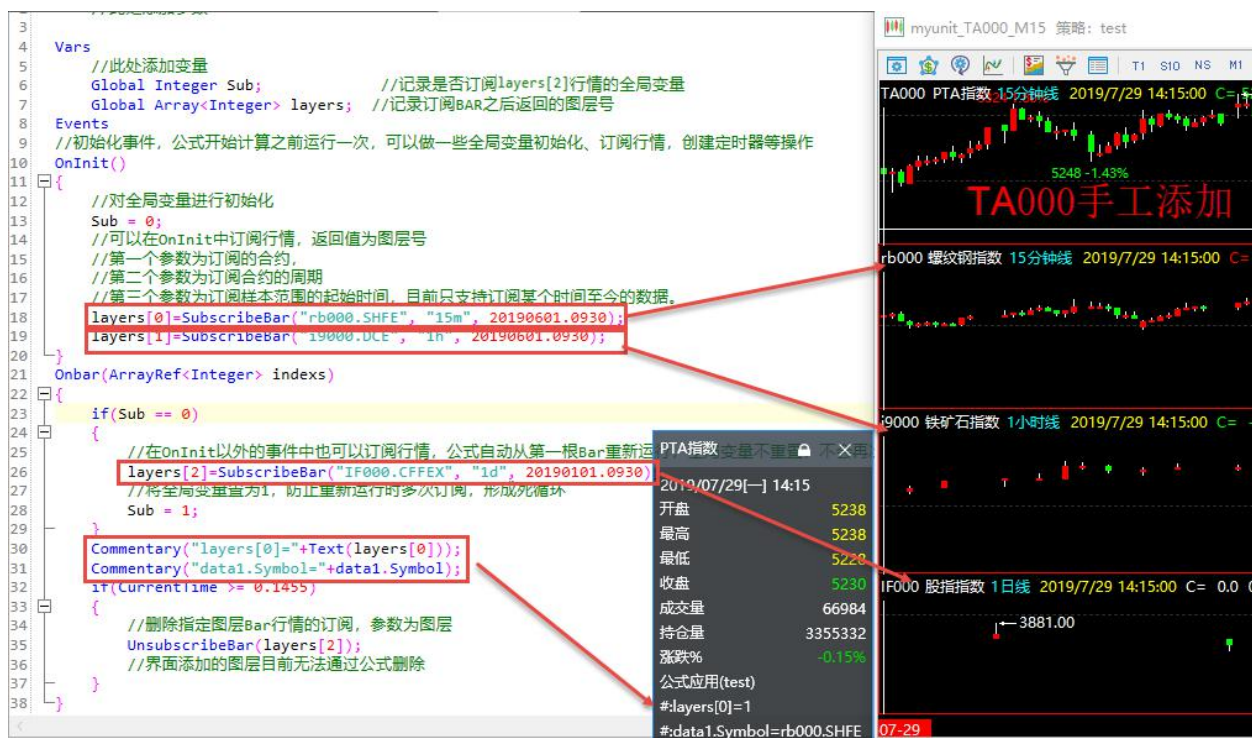 3
4 Vars
5 //此处添加变量
6 Global Integer Sub; //记录是否订阅layers[2]行情的全局变量
7 Global Array<Integer> layers; //记录订阅BAR之后返回的图层号
8 Events
9 //初始化事件，公式开始计算之前运行一次，可以做一些全局变量初始化、订阅行情，创建定时器等操作
10 OnInit()
11 {
12 //对全局变量进行初始化
13 Sub = 0;
14 //可以在OnInit中订阅行情，返回值为图层号
15 //第一个参数为订阅的合约，
16 //第二个参数为订阅合约的周期
17 //第三个参数为订阅样本范围的起始时间，目前只支持订阅某个时间至今的数据。
18 layers[0]=SubscribeBar("rb000.SHFE", "15m", 20190601.0930);
19 layers[1]=SubscribeBar("i9000.DCE", "1h", 20190601.0930);
20 }
21 Onbar(ArrayRef<Integer> indexs)
22 {
23 if(Sub == 0)
24 {
25 //在OnInit以外的事件中也可以订阅行情，公式自动从第一根Bar重新运
26 layers[2]=SubscribeBar("IF000.CFFEX", "1d", 20190101.0930)
27 //将全局变量置为1，防止重新运行时多次订阅，形成死循环
28 Sub = 1;
29 }
30 Commentary("layers[0]="+Text(layers[0]));
31 Commentary("data1.Symbol="+data1.Symbol);
32 if(CurrentTime >= 0.1455)
33 {
34 //删除指定图层Bar行情的订阅，参数为图层
35 UnsubscribeBar(layers[2]);
36 //界面添加的图层目前无法通过公式删除
37 }
38 }
PTA指数
2019/07/29[一] 14:15
开盘 5238
最高 5238
最低 5228
收盘 5230
成交量 66984
持仓量 3355332
涨跌% -0.15%
公式应用(test)
#:layers[0]=1
#:data1.Symbol=rb000.SHFE
myunit_TA000_M15 策略：test
T1 S10 NS M1
TA000 PTA指数 15分钟线 2019/7/29 14:15:00 C=
5248 -1.43%
TA000手工添加
rb000 螺纹钢指数 15分钟线 2019/7/29 14:15:00 C=
i9000 铁矿石指数 1小时线 2019/7/29 14:15:00 C=
IF000 股指指数 1日线 2019/7/29 14:15:00 C= 0.0
3881.00
07-29